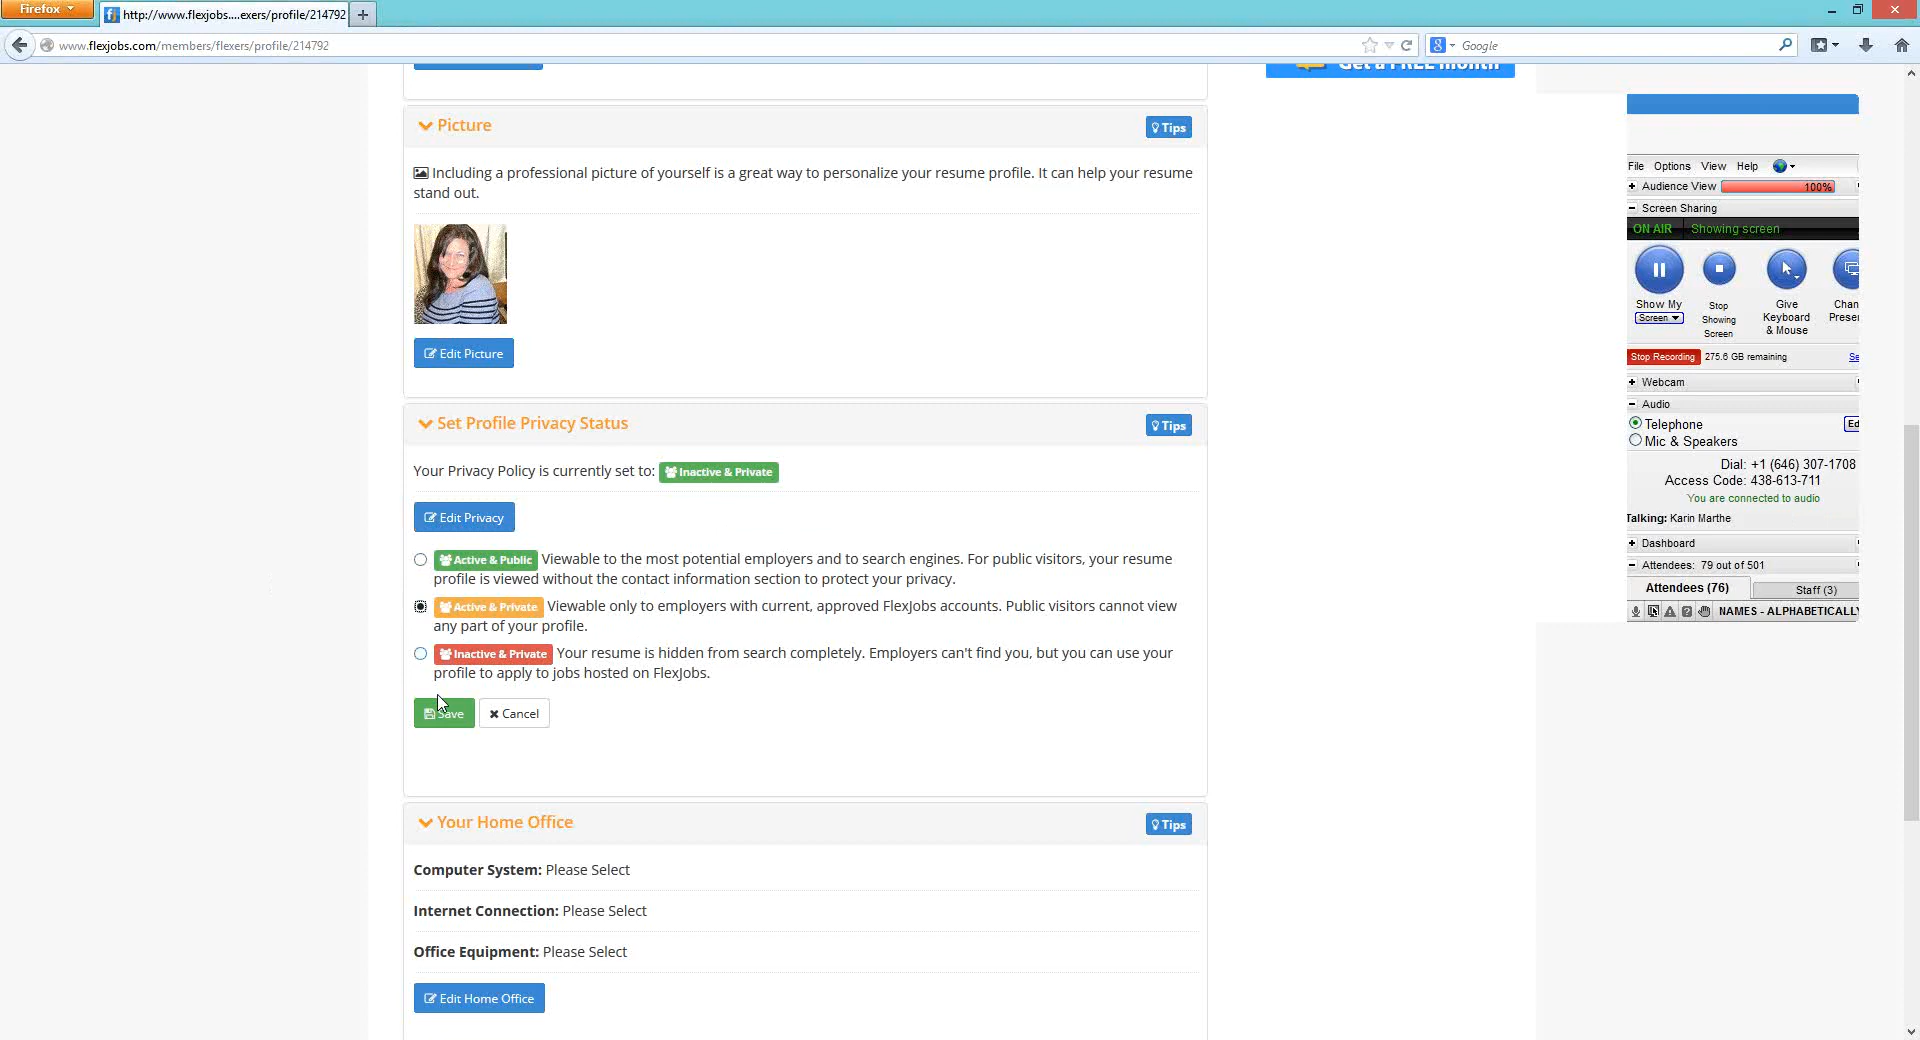 Firefox
http://www.flexjobs....exers/profile/214792
www.flexjobs.com/members/flexers/profile/214792
Google
Get a FREE month
Picture
Tips
Including a professional picture of yourself is a great way to personalize your resume profile. It can help your resume
stand out.
Edit Picture
Set Profile Privacy Status
Tips
Your Privacy Policy is currently set to: Inactive & Private
Edit Privacy
Active & Public Viewable to the most potential employers and to search engines. For public visitors, your resume
profile is viewed without the contact information section to protect your privacy.
Active & Private Viewable only to employers with current, approved FlexJobs accounts. Public visitors cannot view
any part of your profile.
Inactive & Private Your resume is hidden from search completely. Employers can't find you, but you can use your
profile to apply to jobs hosted on FlexJobs.
Save
Cancel
Your Home Office
Tips
Computer System: Please Select
Internet Connection: Please Select
Office Equipment: Please Select
Edit Home Office
File Options View Help
Audience View 100%
Screen Sharing
ON AIR Showing screen
Show My
Screen
Stop
Showing
Screen
Give
Keyboard
& Mouse
Chan
Prese
Stop Recording 275.6 GB remaining Se
Webcam
Audio
Telephone Ed
Mic & Speakers
Dial: +1 (646) 307-1708
Access Code: 438-613-711
You are connected to audio
Talking: Karin Marthe
Dashboard
Attendees: 79 out of 501
Attendees (76) Staff (3)
NAMES - ALPHABETICALLY